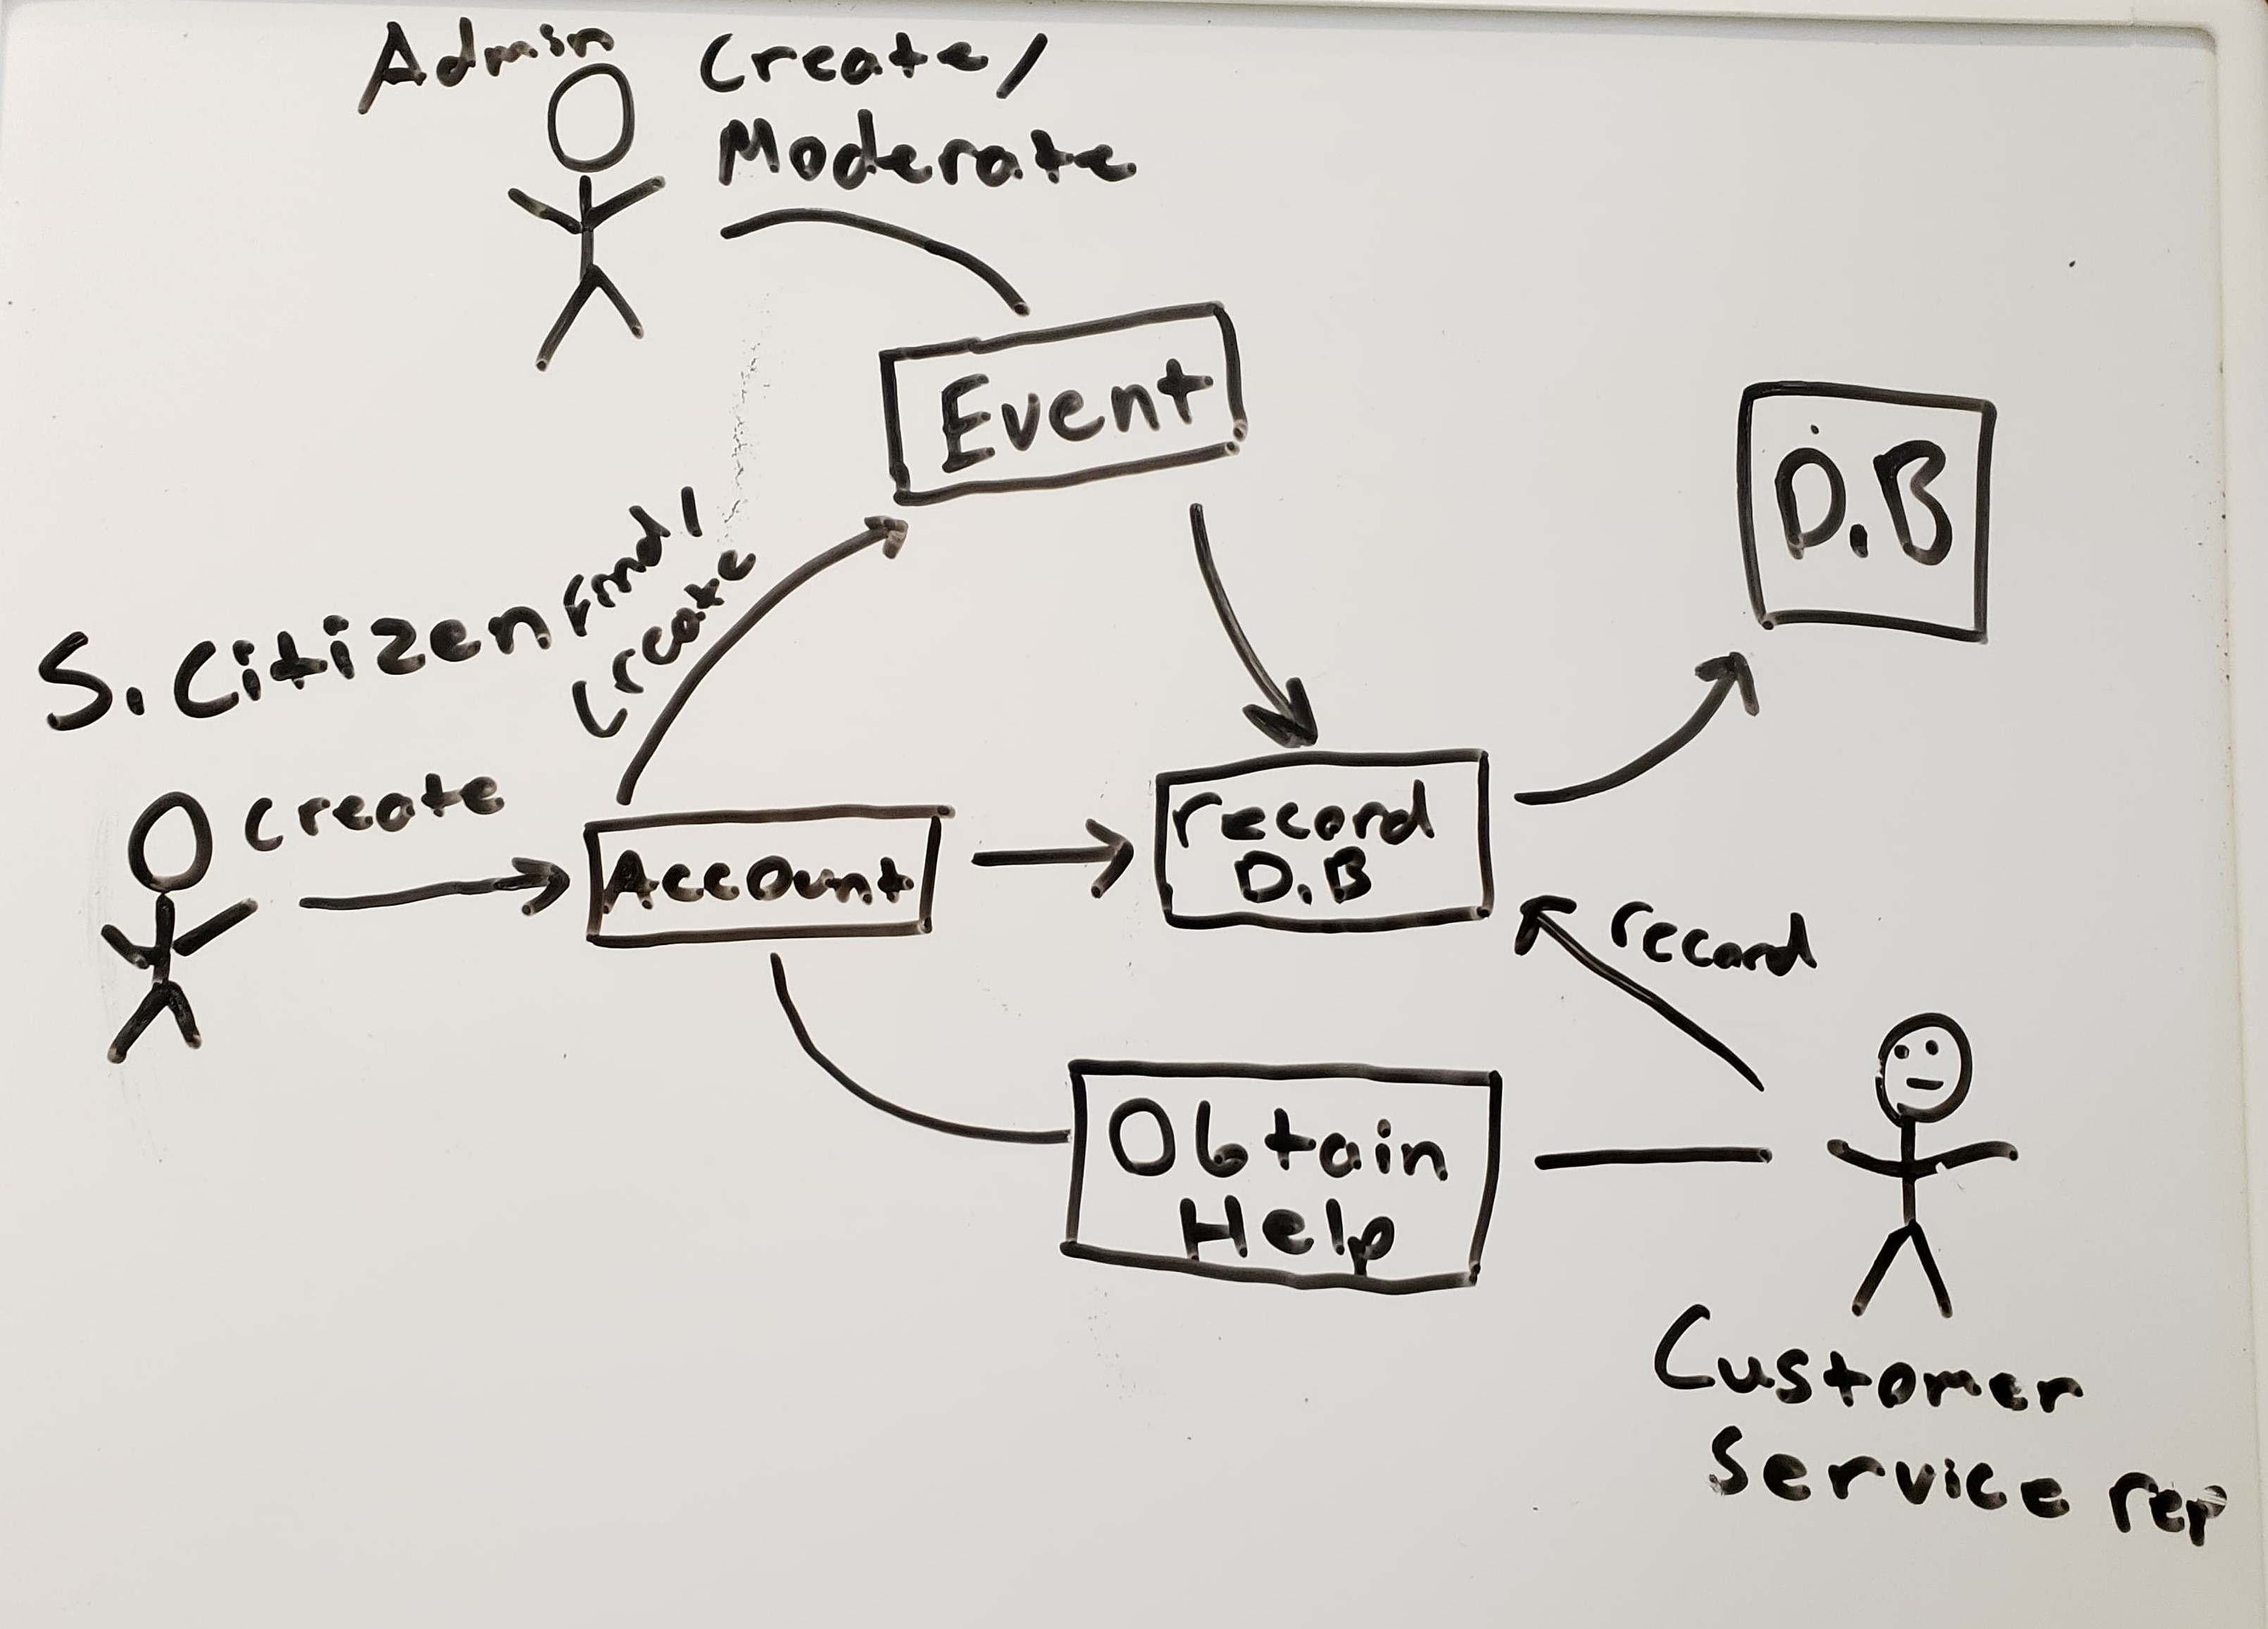 Admin
Create/
Moderate
Event
D.B
S. Citizen
Find/
Create
Create
Account
record
D.B
record
Obtain
Help
Customer
Service rep